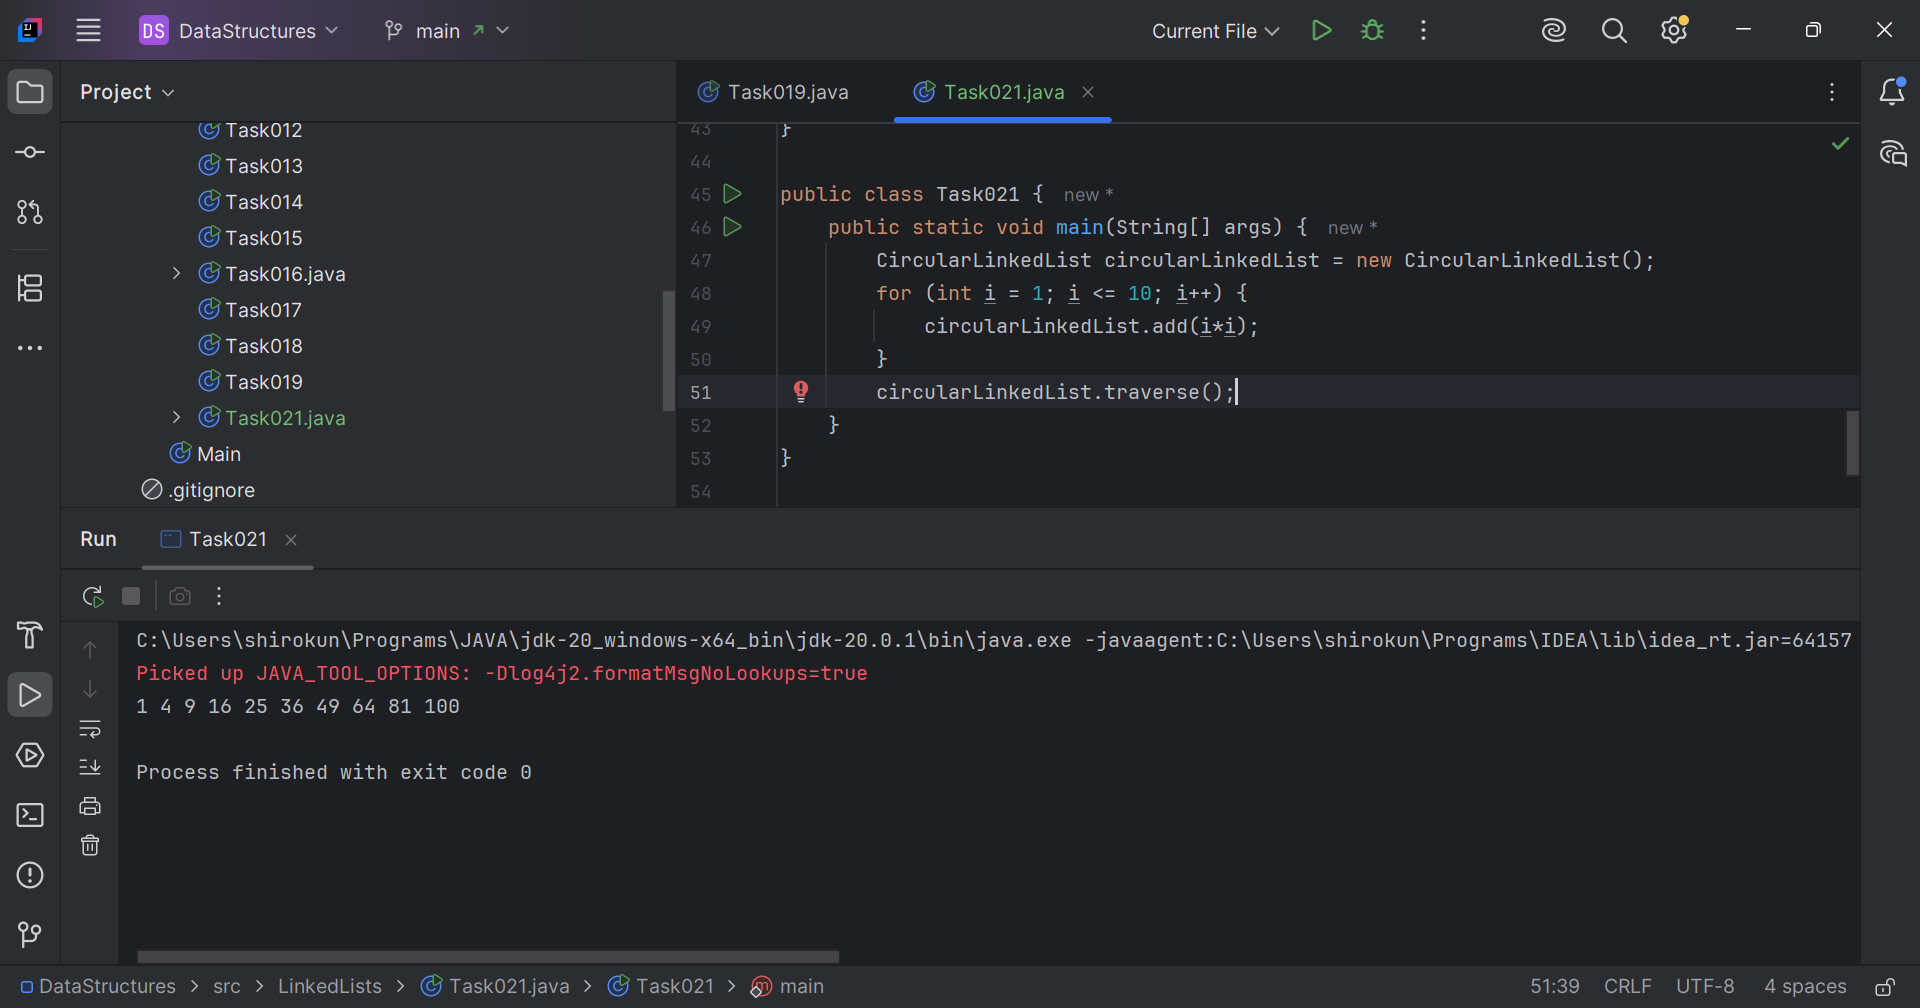 DS DataStructures main Current File
Project
Task012
Task013
Task014
Task015
Task016.java
Task017
Task018
Task019
Task021.java
Main
.gitignore
Task019.java Task021.java
43 }
44
45 public class Task021 { new *
46 public static void main(String[] args) { new *
47 CircularLinkedList circularLinkedList = new CircularLinkedList();
48 for (int i = 1; i <= 10; i++) {
49 circularLinkedList.add(i*i);
50 }
51 circularLinkedList.traverse();
52 }
53 }
54
Run Task021
C:\Users\shirokun\Programs\JAVA\jdk-20_windows-x64_bin\jdk-20.0.1\bin\java.exe -javaagent:C:\Users\shirokun\Programs\IDEA\lib\idea_rt.jar=64157
Picked up JAVA_TOOL_OPTIONS: -Dlog4j2.formatMsgNoLookups=true
1 4 9 16 25 36 49 64 81 100
Process finished with exit code 0
DataStructures > src > LinkedLists > Task021.java > Task021 > main 51:39 CRLF UTF-8 4 spaces